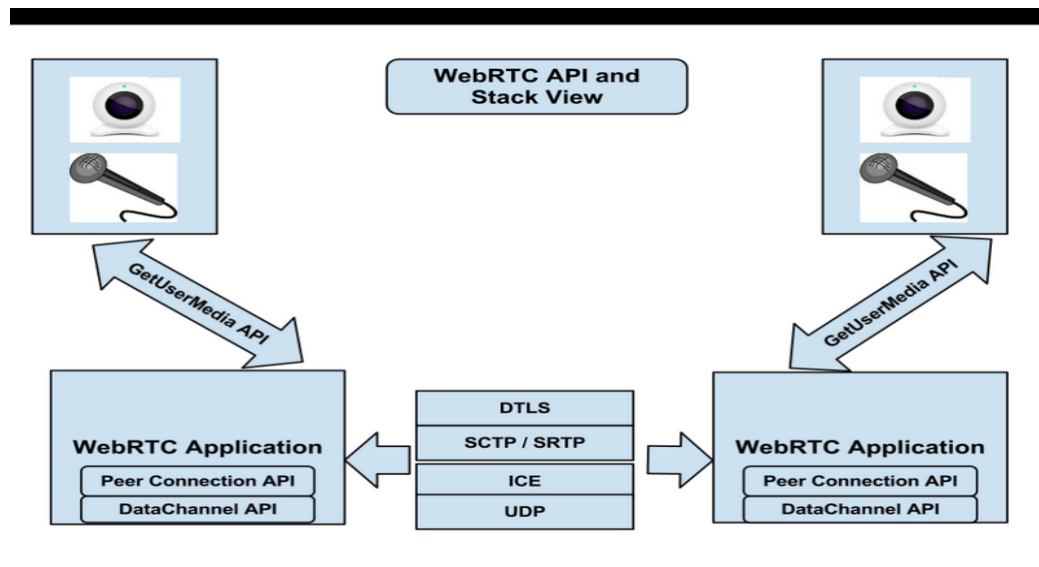 WebRTC API and
Stack View
GetUserMedia API
GetUserMedia API
DTLS
SCTP / SRTP
ICE
UDP
WebRTC Application
Peer Connection API
DataChannel API
WebRTC Application
Peer Connection API
DataChannel API